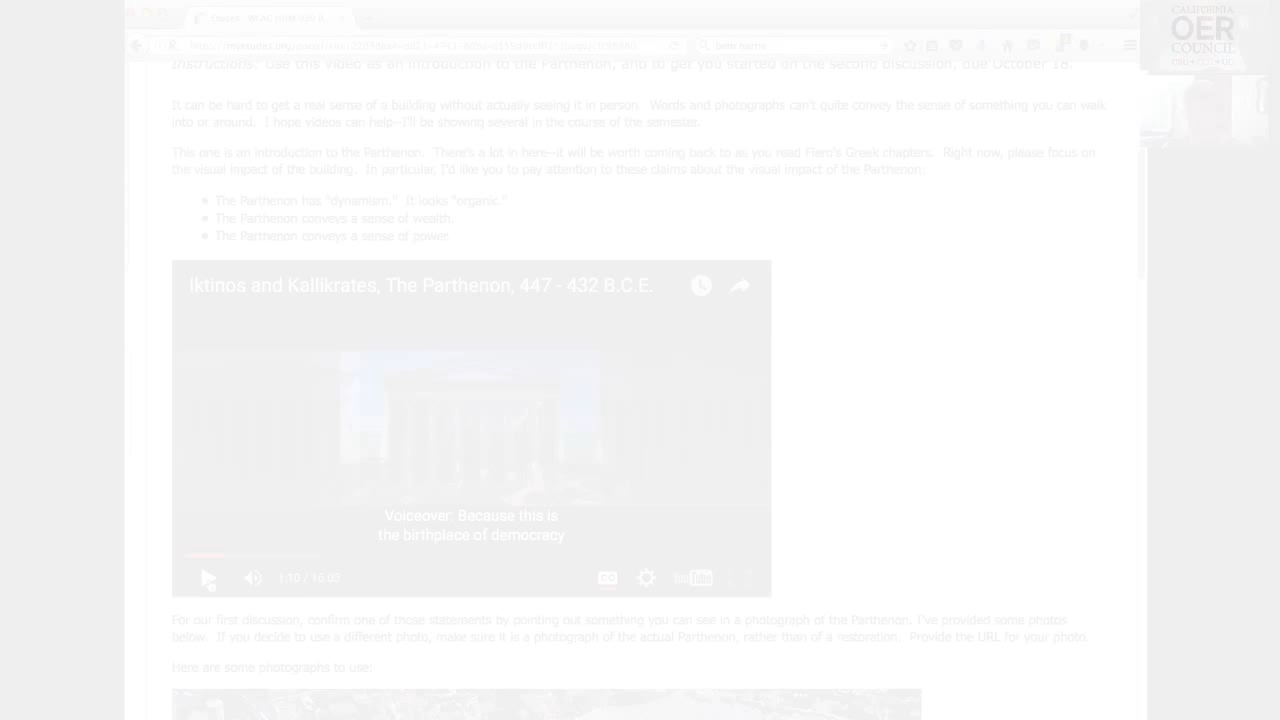 CALIFORNIA
OER
COUNCIL
CSU • CCC • UC
Instructions: Use this video as an introduction to the Parthenon, and to get you started on the second discussion, due October 18.
It can be hard to get a real sense of a building without actually seeing it in person. Words and photographs can't quite convey the sense of something you can walk
into or around. I hope videos can help--I'll be showing several in the course of the semester.
This one is an introduction to the Parthenon. There's a lot in here--it will be worth coming back to as you read Fiero's Greek chapters. Right now, please focus on
the visual impact of the building. In particular, I'd like you to pay attention to these claims about the visual impact of the Parthenon:
• The Parthenon has "dynamism." It looks "organic."
• The Parthenon conveys a sense of wealth.
• The Parthenon conveys a sense of power.
Iktinos and Kallikrates, The Parthenon, 447 - 432 B.C.E.
Voiceover: Because this is
the birthplace of democracy
1:10 / 16:05
CC
YouTube
For our first discussion, confirm one of those statements by pointing out something you can see in a photograph of the Parthenon. I've provided some photos
below. If you decide to use a different photo, make sure it is a photograph of the actual Parthenon, rather than of a restoration. Provide the URL for your photo.
Here are some photographs to use: